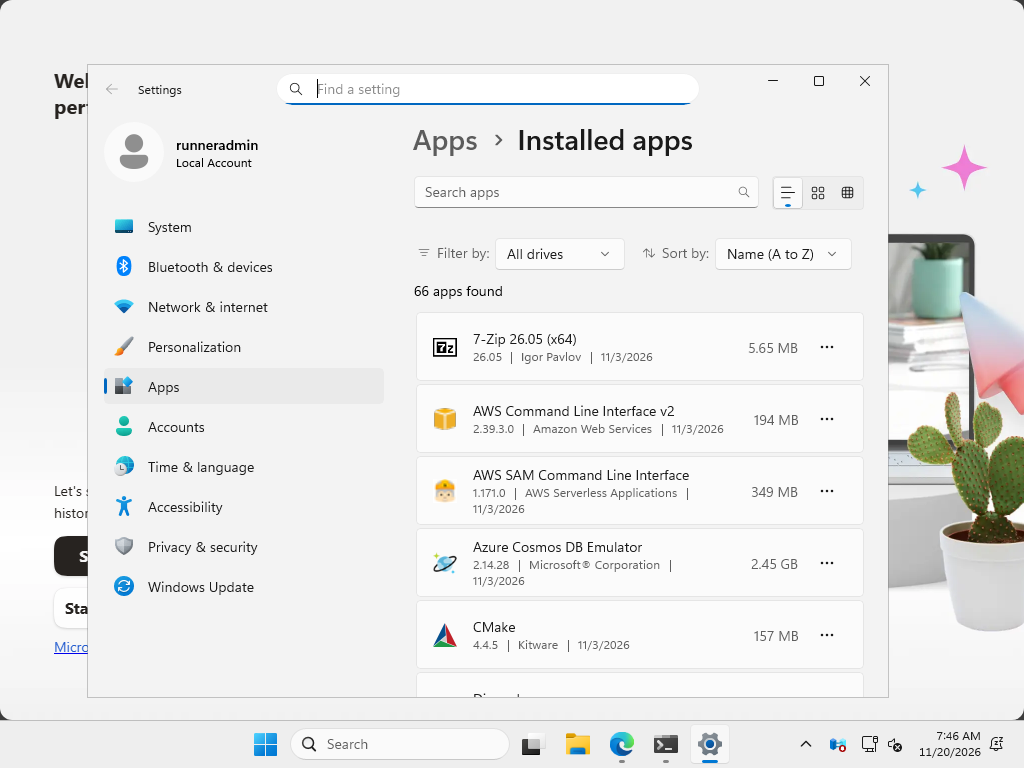 Settings
Find a setting
runneradmin
Local Account
System
Bluetooth & devices
Network & internet
Personalization
Apps
Accounts
Time & language
Accessibility
Privacy & security
Windows Update
Apps > Installed apps
Search apps
Filter by: All drives
Sort by: Name (A to Z)
66 apps found
7-Zip 26.05 (x64)
26.05 | Igor Pavlov | 11/3/2026
5.65 MB
AWS Command Line Interface v2
2.39.3.0 | Amazon Web Services | 11/3/2026
194 MB
AWS SAM Command Line Interface
1.171.0 | AWS Serverless Applications |
11/3/2026
349 MB
Azure Cosmos DB Emulator
2.14.28 | Microsoft® Corporation |
11/3/2026
2.45 GB
CMake
4.4.5 | Kitware | 11/3/2026
157 MB
Let's
Search
7:46 AM
11/20/2026